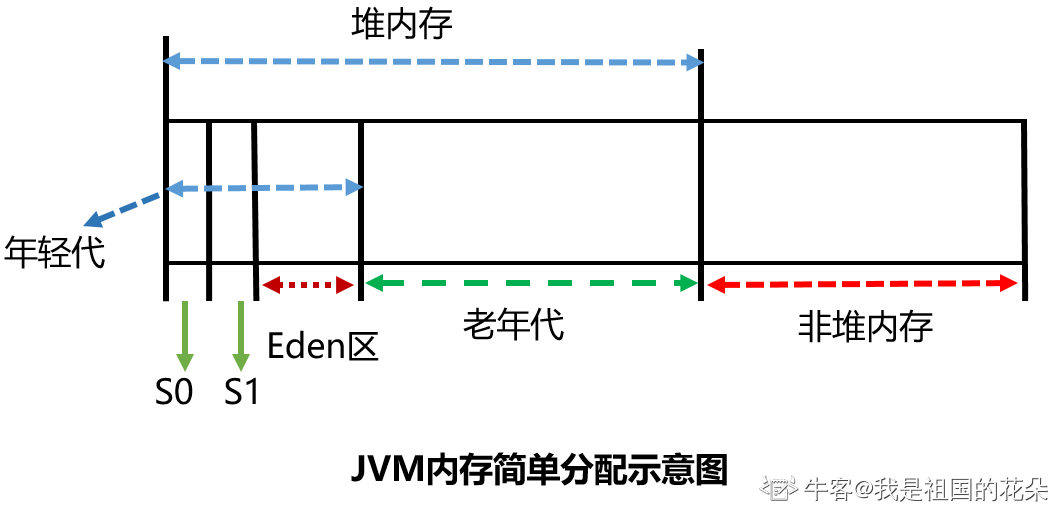 堆内存
年轻代
老年代
非堆内存
Eden区
S0
S1
JVM内存简单分配示意图
牛客@我是祖国的花朵